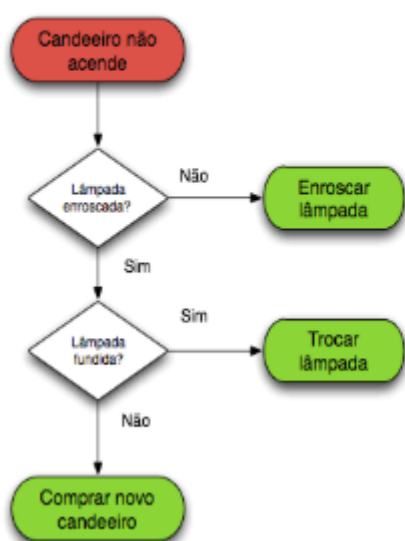 Candeeiro não
acende
Lâmpada
enroscada?
Não
Enroscar
lâmpada
Sim
Lâmpada
fundida?
Sim
Trocar
lâmpada
Não
Comprar novo
candeeiro